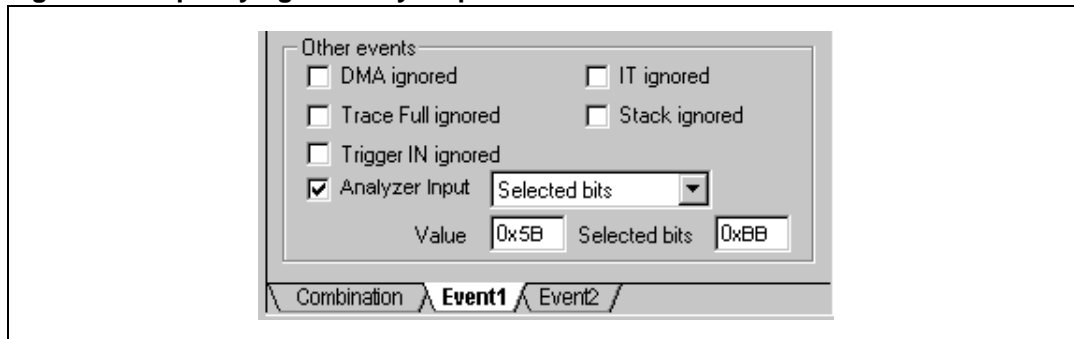 Other events
DMA ignored IT ignored
Trace Full ignored Stack ignored
Trigger IN ignored
Analyzer Input Selected bits
Value 0x5B Selected bits 0xBB
Combination Event1 Event2